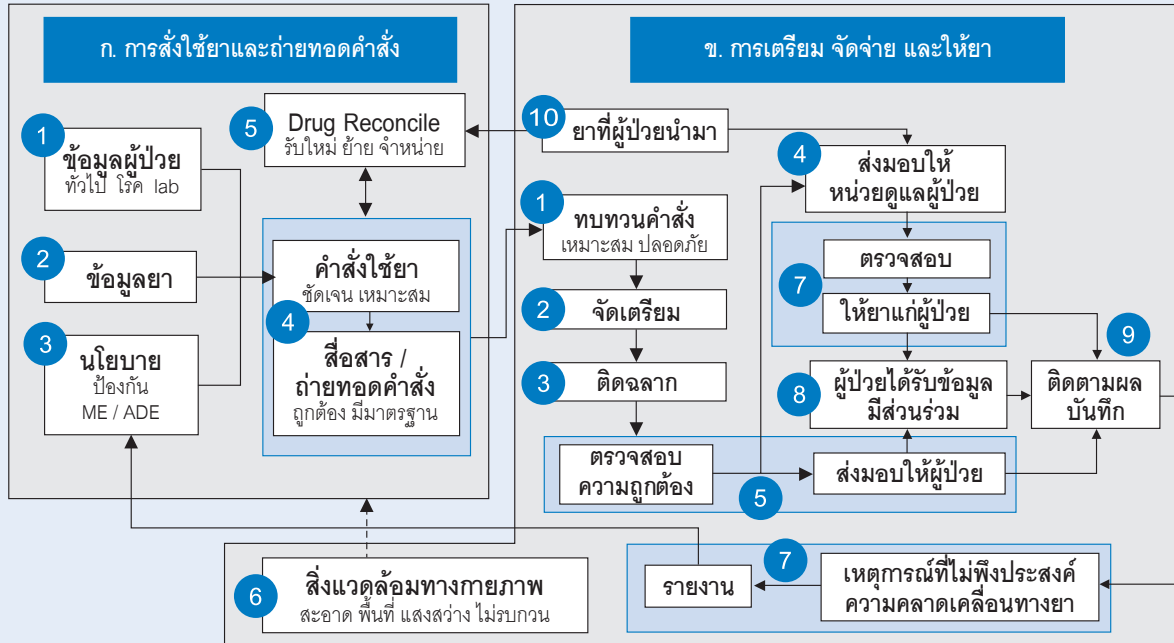 ก. การสั่งใช้ยาและถ่ายทอดคำสั่ง
1
ข้อมูลผู้ป่วย
ทั่วไป โรค lab
2
ข้อมูลยา
3
นโยบาย
ป้องกัน
ME / ADE
5
Drug Reconcile
รับใหม่ ย้าย จำหน่าย
คำสั่งใช้ยา
ชัดเจน เหมาะสม
4
สื่อสาร /
ถ่ายทอดคำสั่ง
ถูกต้อง มีมาตรฐาน
6
สิ่งแวดล้อมทางกายภาพ
สะอาด พื้นที่ แสงสว่าง ไม่รบกวน
ข. การเตรียม จัดจ่าย และให้ยา
10
ยาที่ผู้ป่วยนำมา
1
ทบทวนคำสั่ง
เหมาะสม ปลอดภัย
2
จัดเตรียม
3
ติดฉลาก
ตรวจสอบ
ความถูกต้อง
5
ส่งมอบให้ผู้ป่วย
4
ส่งมอบให้
หน่วยดูแลผู้ป่วย
ตรวจสอบ
7
ให้ยาแก่ผู้ป่วย
8
ผู้ป่วยได้รับข้อมูล
มีส่วนร่วม
9
ติดตามผล
บันทึก
7
เหตุการณ์ที่ไม่พึงประสงค์
ความคลาดเคลื่อนทางยา
รายงาน